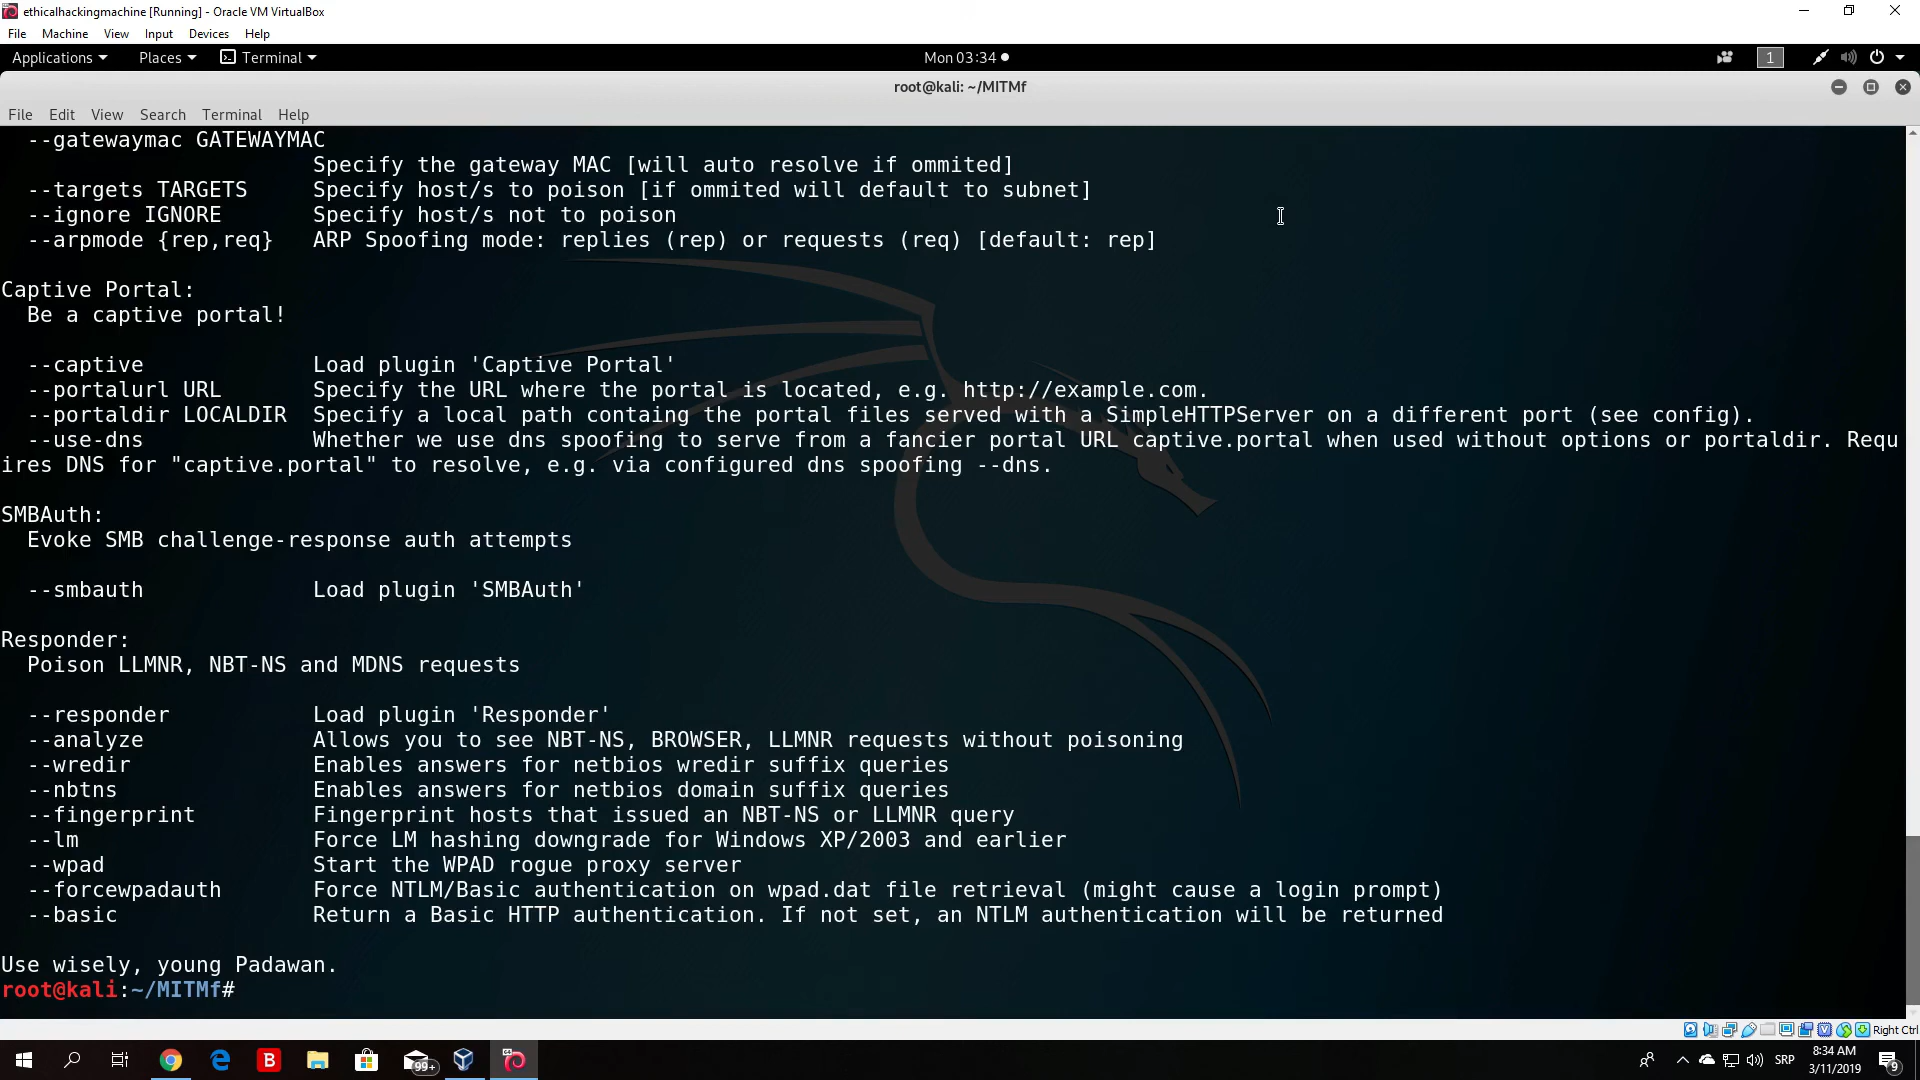 ethicalhackingmachine [Running] - Oracle VM VirtualBox
File Machine View Input Devices Help
Applications Places Terminal Mon 03:34 1
root@kali: ~/MITMf
File Edit View Search Terminal Help
--gatewaymac GATEWAYMAC
Specify the gateway MAC [will auto resolve if ommited]
--targets TARGETS Specify host/s to poison [if ommited will default to subnet]
--ignore IGNORE Specify host/s not to poison
--arpmode {rep,req} ARP Spoofing mode: replies (rep) or requests (req) [default: rep]
Captive Portal:
Be a captive portal!
--captive Load plugin 'Captive Portal'
--portalurl URL Specify the URL where the portal is located, e.g. http://example.com.
--portaldir LOCALDIR Specify a local path containg the portal files served with a SimpleHTTPServer on a different port (see config).
--use-dns Whether we use dns spoofing to serve from a fancier portal URL captive.portal when used without options or portaldir. Requ
ires DNS for "captive.portal" to resolve, e.g. via configured dns spoofing --dns.
SMBAuth:
Evoke SMB challenge-response auth attempts
--smbauth Load plugin 'SMBAuth'
Responder:
Poison LLMNR, NBT-NS and MDNS requests
--responder Load plugin 'Responder'
--analyze Allows you to see NBT-NS, BROWSER, LLMNR requests without poisoning
--wredir Enables answers for netbios wredir suffix queries
--nbtns Enables answers for netbios domain suffix queries
--fingerprint Fingerprint hosts that issued an NBT-NS or LLMNR query
--lm Force LM hashing downgrade for Windows XP/2003 and earlier
--wpad Start the WPAD rogue proxy server
--forcewpadauth Force NTLM/Basic authentication on wpad.dat file retrieval (might cause a login prompt)
--basic Return a Basic HTTP authentication. If not set, an NTLM authentication will be returned
Use wisely, young Padawan.
root@kali:~/MITMf#
Right Ctrl
99+ SRP 8:34 AM
3/11/2019 9